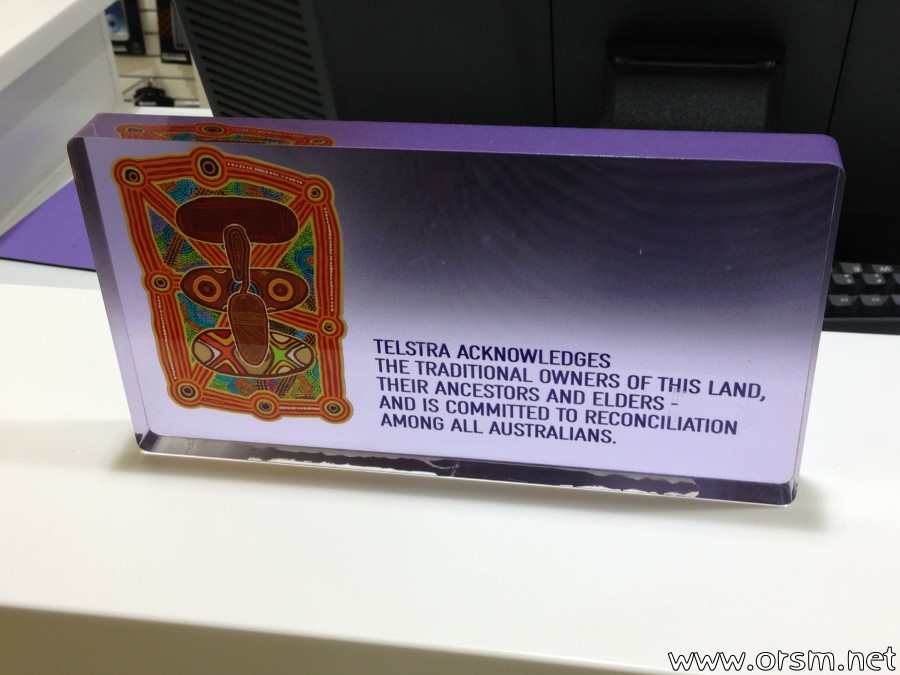 TELSTRA ACKNOWLEDGES
THE TRADITIONAL OWNERS OF THIS LAND,
THEIR ANCESTORS AND ELDERS
AND IS COMMITTED TO RECONCILIATION
AMONG ALL AUSTRALIANS.
www.orsm.net